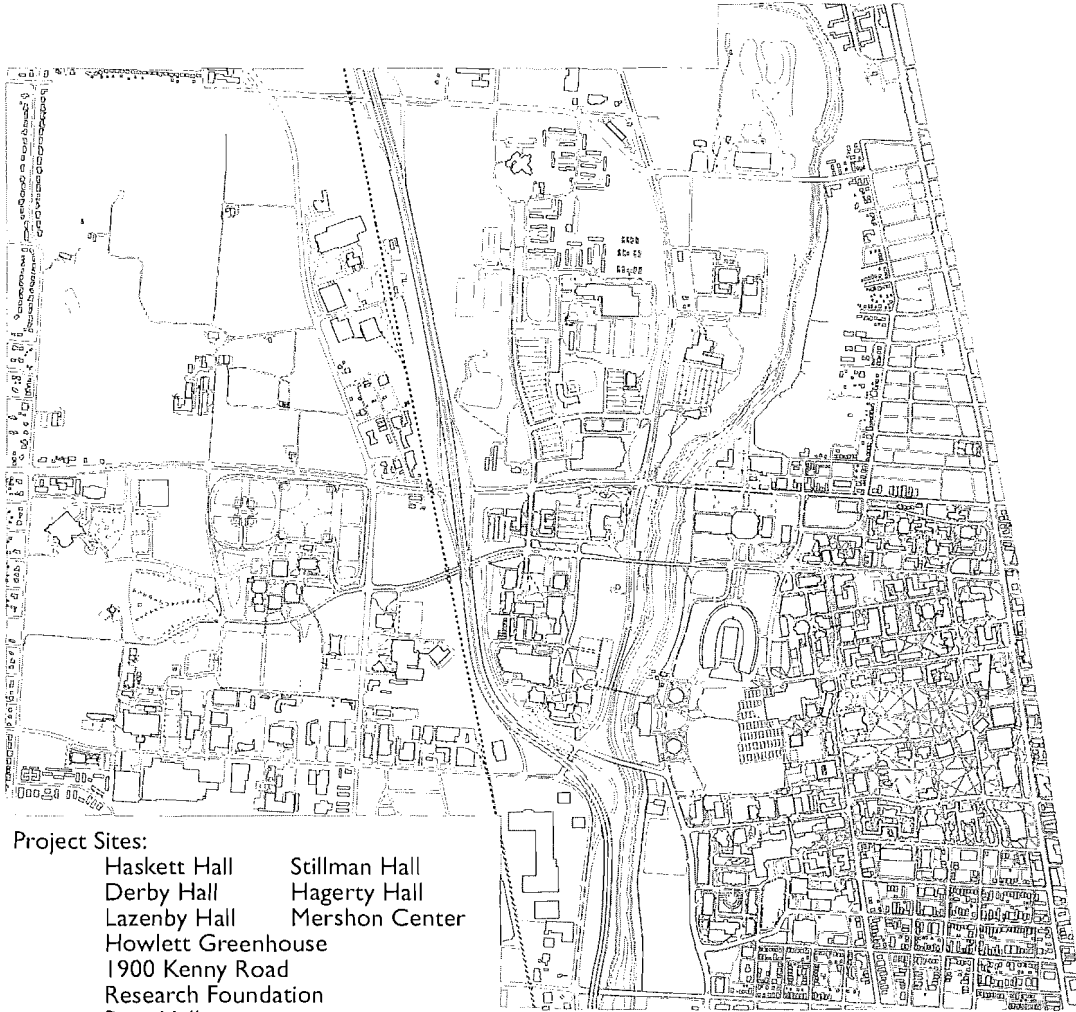 Project Sites:
Haskett Hall Stillman Hall
Derby Hall Hagerty Hall
Lazenby Hall Mershon Center
Howlett Greenhouse
1900 Kenny Road
Research Foundation